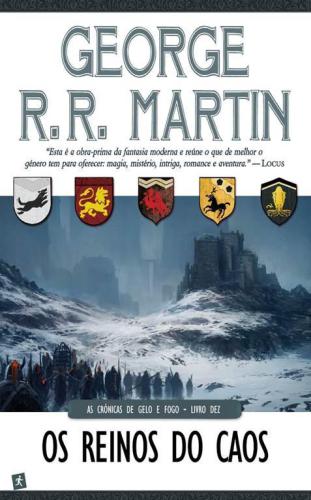 GEORGE
R.R. MARTIN
“Esta é a obra-prima da fantasia moderna e reúne o que de melhor o
género tem para oferecer: magia, mistério, intriga, romance e aventura.” — LOCUS
AS CRÓNICAS DE GELO E FOGO - LIVRO DEZ
OS REINOS DO CAOS